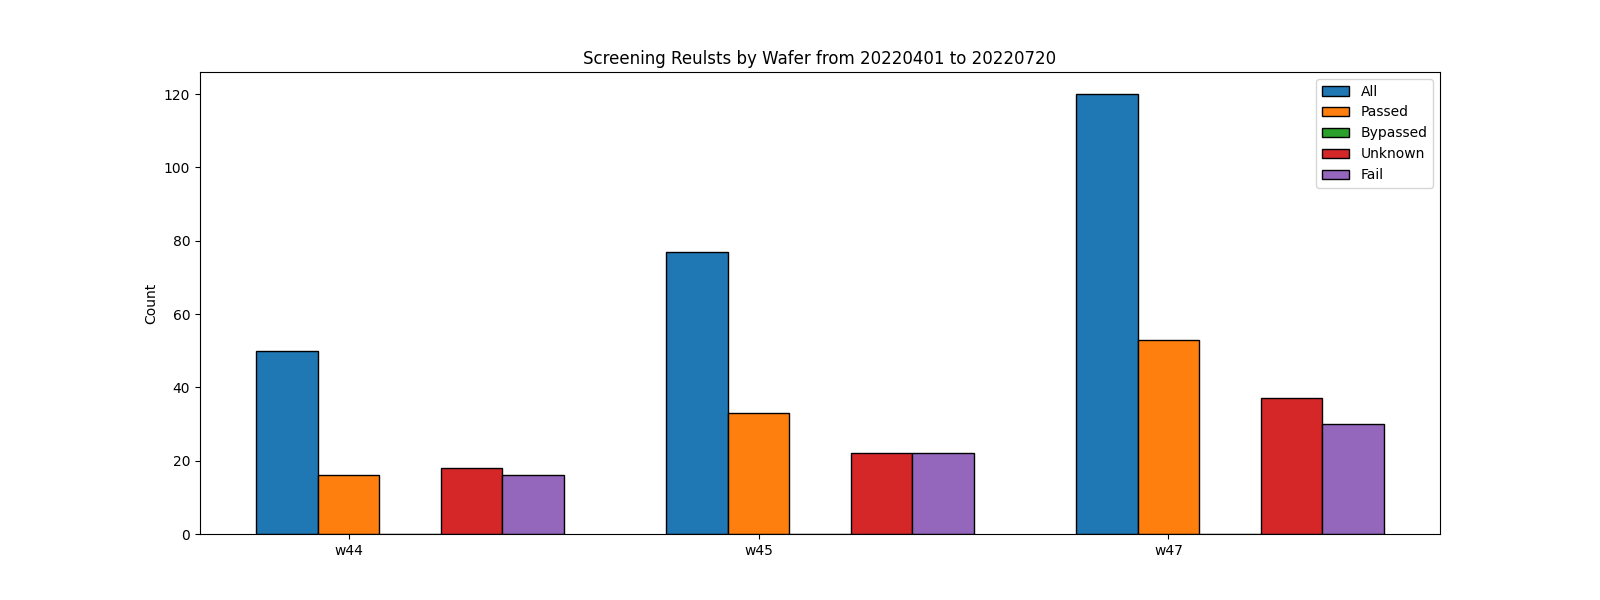 Screening Reulsts by Wafer from 20220401 to 20220720
All
Passed
Bypassed
Unknown
Fail
120
100
80
60
40
20
0
Count
w44 w45 w47